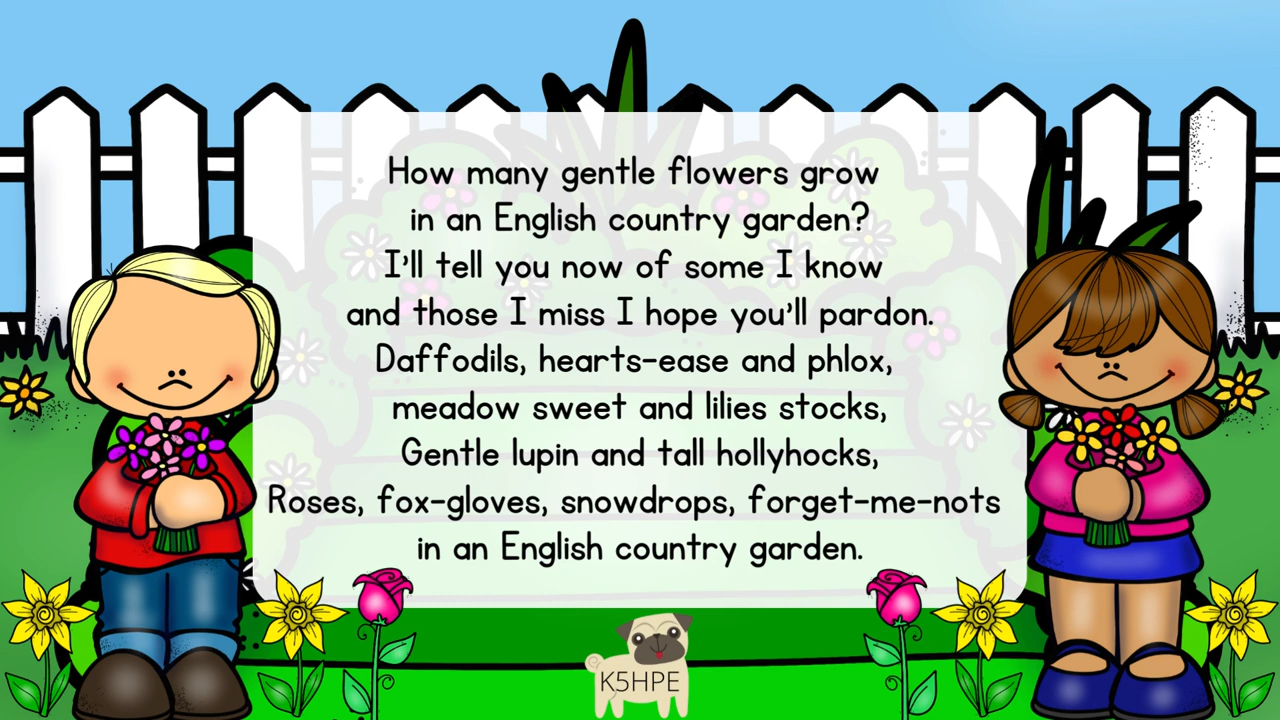 How many gentle flowers grow
in an English country garden?
I'll tell you now of some I know
and those I miss I hope you'll pardon.
Daffodils, hearts-ease and phlox,
meadow sweet and lilies stocks,
Gentle lupin and tall hollyhocks,
Roses, fox-gloves, snowdrops, forget-me-nots
in an English country garden.
K5HPE